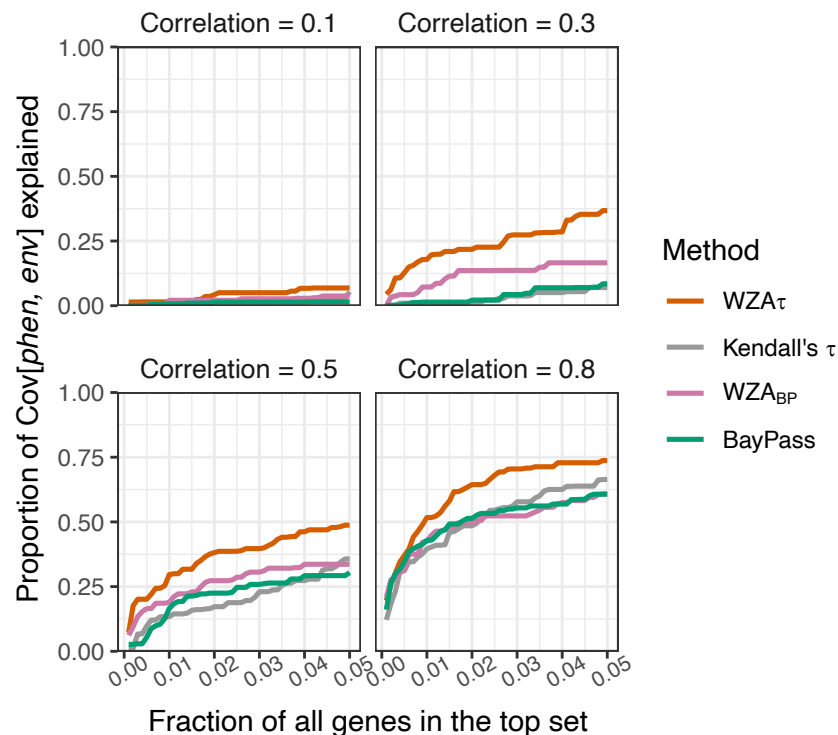 Correlation = 0.1
Correlation = 0.3
1.00
0.75
0.50
0.25
0.00
Correlation = 0.5
Correlation = 0.8
1.00
0.75
0.50
0.25
0.00
0.00 0.01 0.02 0.03 0.04 0.05
0.00 0.01 0.02 0.03 0.04 0.05
Fraction of all genes in the top set
Proportion of Cov[phen, env] explained
Method
WZAτ
Kendall's τ
WZA_BP
BayPass